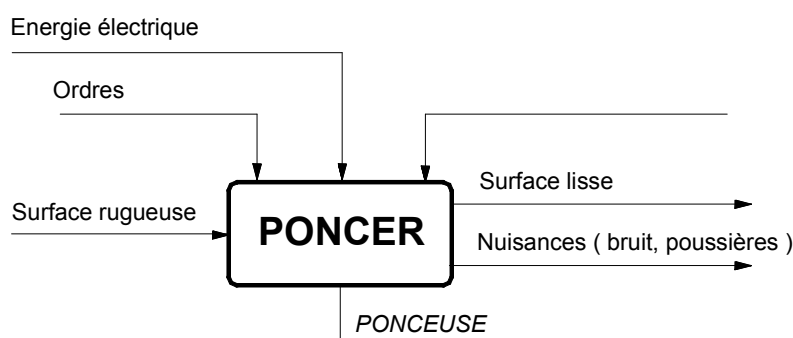 Energie électrique
Ordres
Surface rugueuse
PONCER
Surface lisse
Nuisances ( bruit, poussières )
PONCEUSE